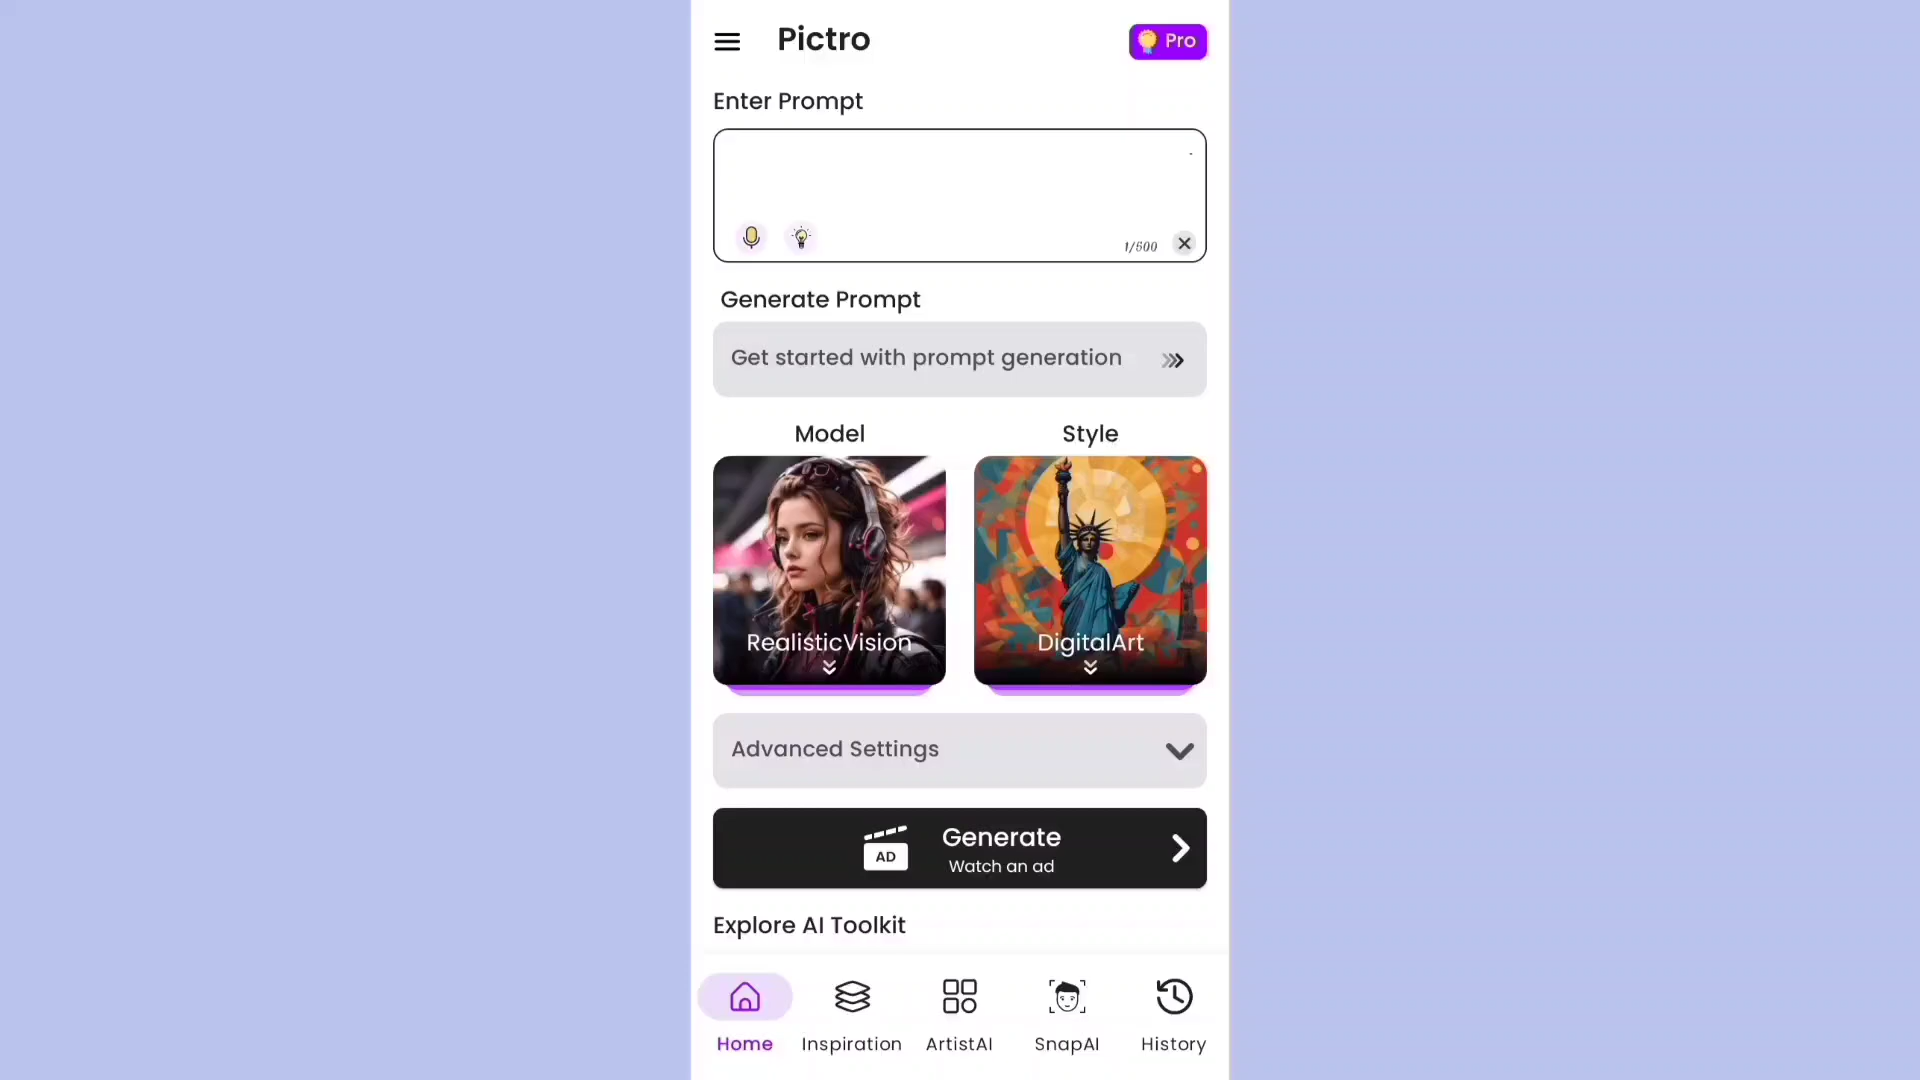 Pictro
Pro
Enter Prompt
1/500
Generate Prompt
Get started with prompt generation
Model
Style
RealisticVision
DigitalArt
Advanced Settings
AD
Generate
Watch an ad
Explore AI Toolkit
Home
Inspiration
ArtistAI
SnapAI
History